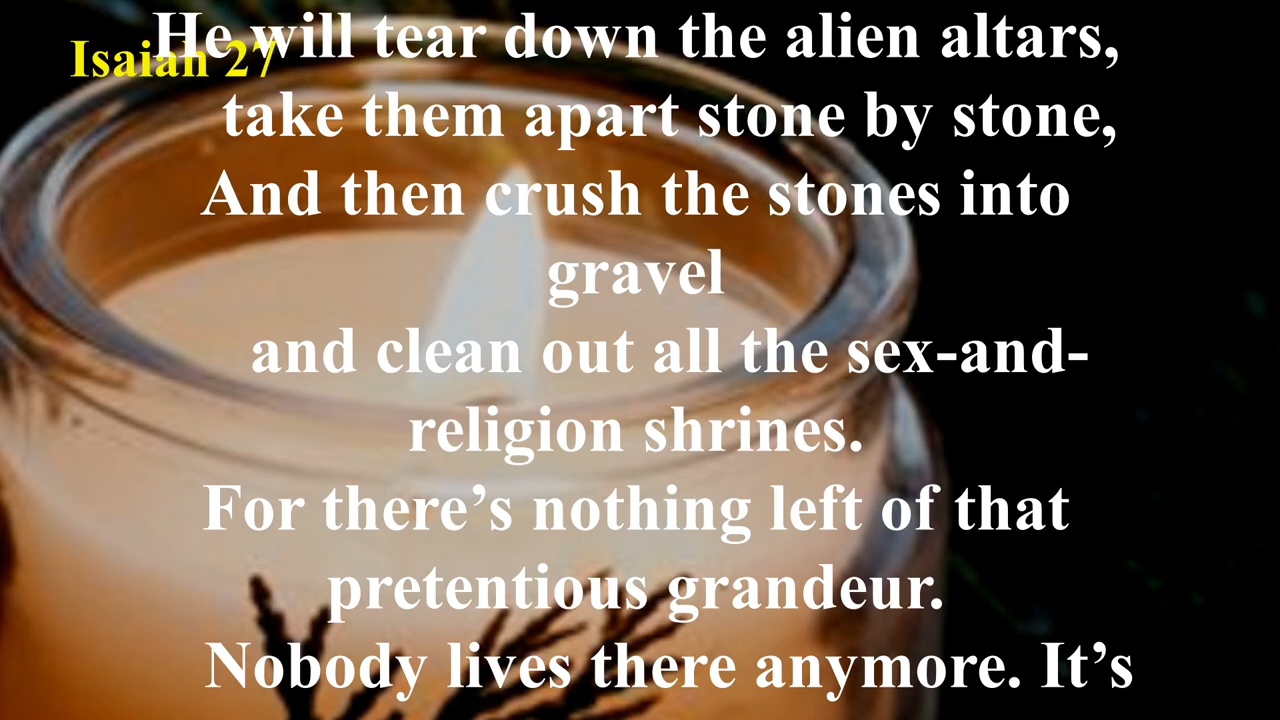 He will tear down the alien altars,
Isaiah 27
take them apart stone by stone,
And then crush the stones into
gravel
and clean out all the sex-and-
religion shrines.
For there’s nothing left of that
pretentious grandeur.
Nobody lives there anymore. It’s